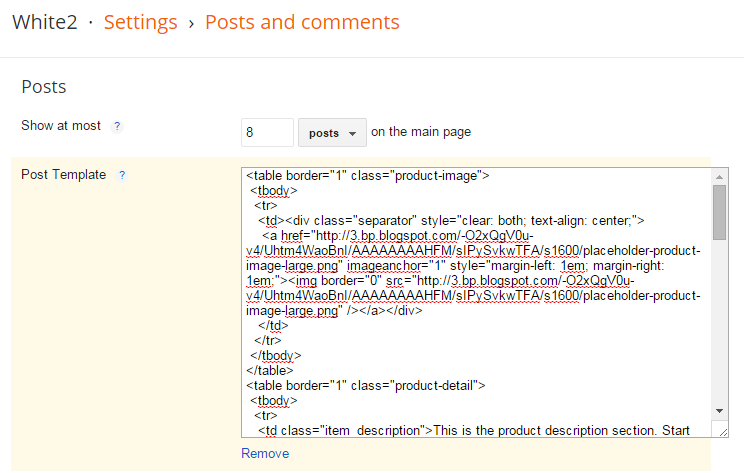 White2 · Settings › Posts and comments
Posts
Show at most ? 8 posts on the main page
Post Template ?
<table border="1" class="product-image">
<tbody>
<tr>
<td><div class="separator" style="clear: both; text-align: center;">
<a href="http://3.bp.blogspot.com/-O2xQgV0u-
v4/Uhtm4WaoBnI/AAAAAAAAHFM/sIPySvkwTFA/s1600/placeholder-product-
image-large.png" imageanchor="1" style="margin-left: 1em; margin-right:
1em;"><img border="0" src="http://3.bp.blogspot.com/-O2xQgV0u-
v4/Uhtm4WaoBnI/AAAAAAAAHFM/sIPySvkwTFA/s1600/placeholder-product-
image-large.png" /></a></div>
</td>
</tr>
</tbody>
</table>
<table border="1" class="product-detail">
<tbody>
<tr>
<td class="item_description">This is the product description section. Start
Remove